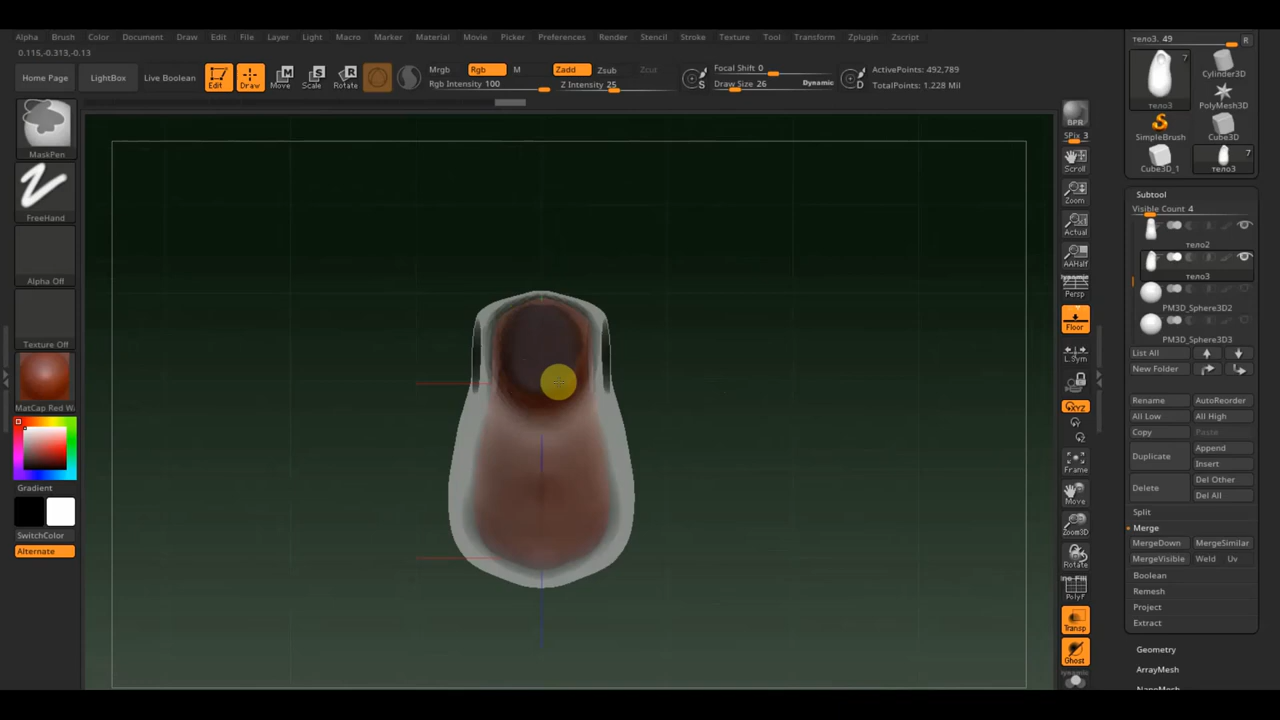 Alpha Brush Color Document Draw Edit File Layer Light Macro Marker Material Movie Picker Preferences Render Stencil Stroke Texture Tool Transform Zplugin Zscript
0.115,-0.313,-0.13
Home Page LightBox Live Boolean Edit Draw Move Scale Rotate
Mrgb Rgb M Zadd Zsub Zcut
Rgb Intensity 100 Z Intensity 25
Focal Shift 0
Draw Size 26 Dynamic
ActivePoints: 492,789
TotalPoints: 1.228 Mil
MaskPen
FreeHand
Alpha Off
Texture Off
MatCap Red Wa
Gradient
SwitchColor
Alternate
BPR
SPix 3
Scroll
Zoom
Actual
AAHalf
Persp
Floor
L.Sym
XYZ
Frame
Move
Zoom3D
Rotate
PolyF
Transp
Ghost
тело3. 49 R
7
тело3 Cylinder3D
PolyMesh3D
SimpleBrush Cube3D
7
Cube3D_1 тело3
Subtool
Visible Count 4
тело2
тело3
PM3D_Sphere3D2
PM3D_Sphere3D3
List All
New Folder
Rename AutoReorder
All Low All High
Copy Paste
Duplicate Append
Insert
Delete Del Other
Del All
Split
Merge
MergeDown MergeSimilar
MergeVisible Weld Uv
Boolean
Remesh
Project
Extract
Geometry
ArrayMesh